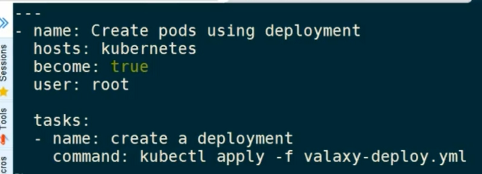 ---
- name: Create pods using deployment
  hosts: kubernetes
  become: true
  user: root

  tasks:
  - name: create a deployment
    command: kubectl apply -f valaxy-deploy.yml
Sessions
Tools
cros